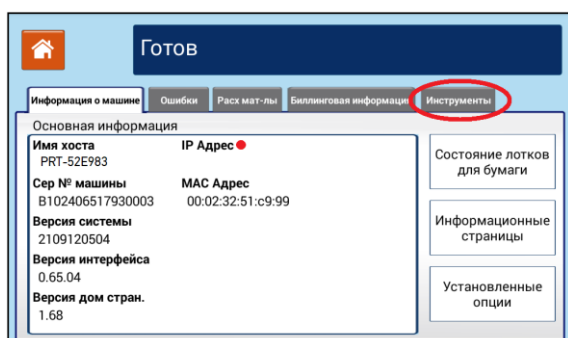 Готов
Информация о машине
Ошибки
Расх мат-лы
Биллинговая информация
Инструменты
Основная информация
Имя хоста
IP Адрес
PRT-52E983
Сер № машины
MAC Адрес
B102406517930003
00:02:32:51:c9:99
Версия системы
2109120504
Версия интерфейса
0.65.04
Версия дом стран.
1.68
Состояние лотков
для бумаги
Информационные
страницы
Установленные
опции